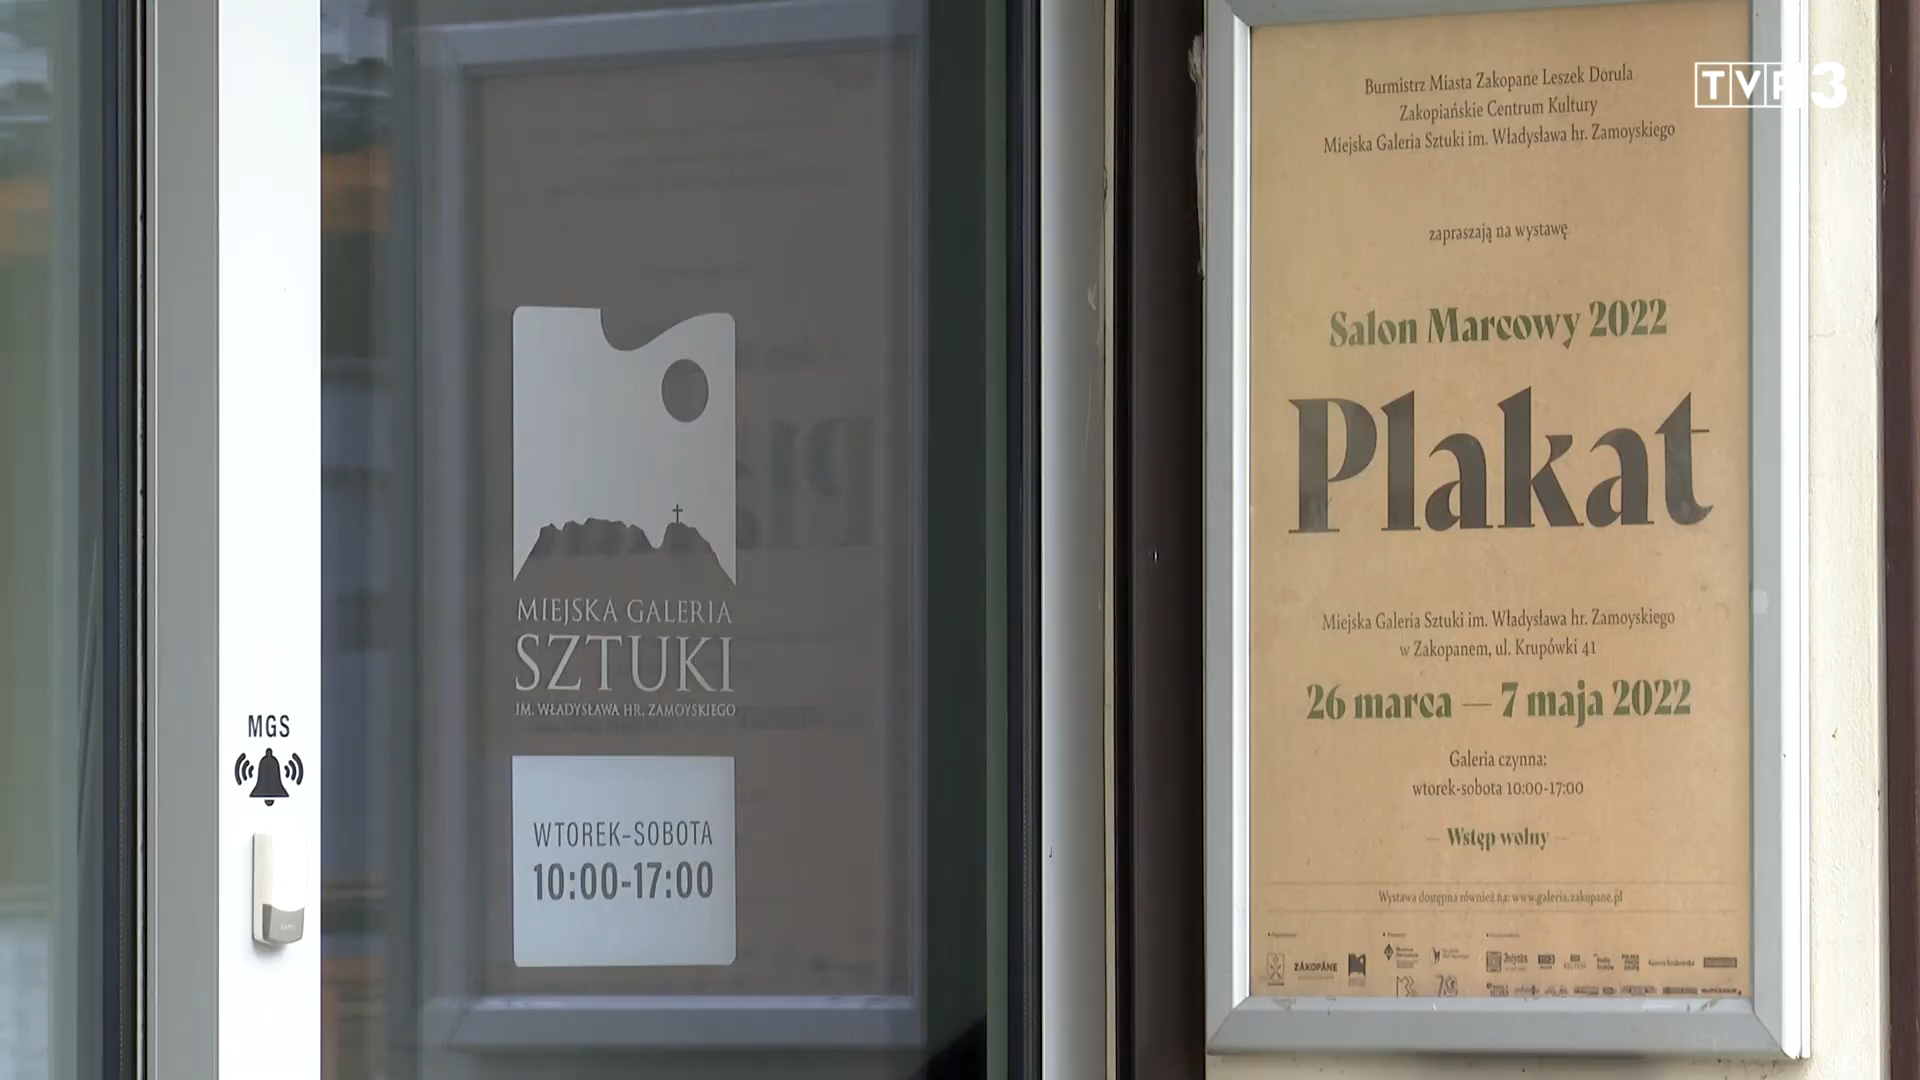 MGS
MIEJSKA GALERIA
SZTUKI
IM. WŁADYSŁAWA HR. ZAMOYSKIEGO
WTOREK-SOBOTA
10:00-17:00
TVP 3
Burmistrz Miasta Zakopane Leszek Dorula
Zakopiańskie Centrum Kultury
Miejska Galeria Sztuki im. Władysława hr. Zamoyskiego
zapraszają na wystawę
Salon Marcowy 2022
Plakat
Miejska Galeria Sztuki im. Władysława hr. Zamoyskiego
w Zakopanem, ul. Krupówki 41
26 marca — 7 maja 2022
Galeria czynna:
wtorek-sobota 10:00-17:00
— Wstęp wolny —
Wystawa dostępna również na: www.galeria.zakopane.pl
ZAKOPANE